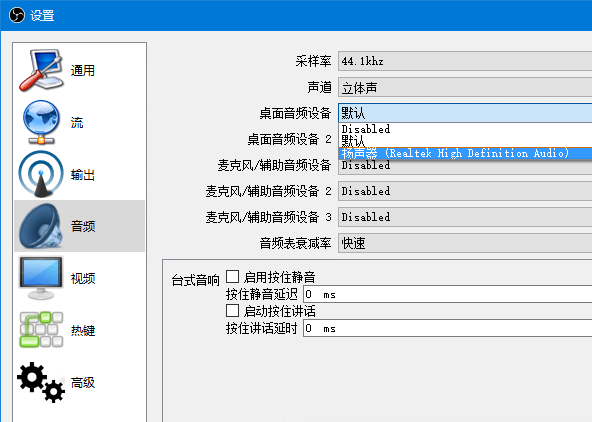 设置
通用
流
输出
音频
视频
热键
高级
采样率 44.1khz
声道 立体声
桌面音频设备 默认
Disabled
默认
扬声器 (Realtek High Definition Audio)
桌面音频设备 2
麦克风/辅助音频设备 Disabled
麦克风/辅助音频设备 2 Disabled
麦克风/辅助音频设备 3 Disabled
音频表衰减率 快速
台式音响 启用按住静音
按住静音延迟 0 ms
启动按住讲话
按住讲话延时 0 ms